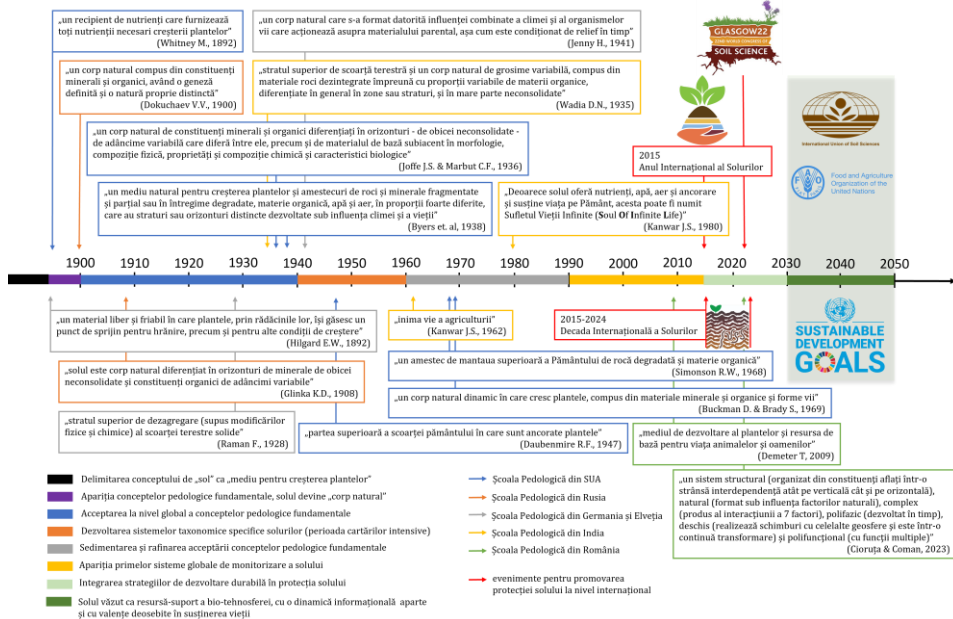 „un recipient de nutrienți care furnizează
toți nutrienții necesari creșterii plantelor”
(Whitney M., 1892)
„un corp natural care s-a format datorită influenței combinate a climei și al organismelor
vii care acționează asupra materialului parental, așa cum este condiționat de relief în timp”
(Jenny H., 1941)
GLASGOW22
22ND WORLD CONGRESS OF
SOIL SCIENCE
„un corp natural compus din constituenți
minerali și organici, având o geneză
definită și o natură proprie distinctă”
(Dokuchaev V.V., 1900)
„stratul superior de scoarță terestră și un corp natural de grosime variabilă, compus din
materiale roci dezintegrate împreună cu proporții variabile de materii organice,
diferențiate în general în zone sau straturi, și în mare parte neconsolidate”
(Wadia D.N., 1935)
„un corp natural de constituenți minerali și organici diferențiați în orizonturi - de obicei neconsolidate -
de adâncime variabilă care diferă între ele, precum și de materialul de bază subiacent în morfologie,
compoziție fizică, proprietăți și compoziție chimică și caracteristici biologice”
(Joffe J.S. & Marbut C.F., 1936)
2015
Anul Internațional al Solurilor
International Union of Soil Sciences
FAO
Food and Agriculture
Organization of the
United Nations
„un mediu natural pentru creșterea plantelor și amestecuri de roci și minerale fragmentate
și parțial sau în întregime degradate, materie organică, apă și aer, în proporții foarte diferite,
care au straturi sau orizonturi distincte dezvoltate sub influența climei și a vieții”
(Byers et. al, 1938)
„Deoarece solul oferă nutrienți, apă, aer și ancorare
și susține viața pe Pământ, acesta poate fi numit
Sufletul Vieții Infinite (Soul Of Infinite Life)”
(Kanwar J.S., 1980)
1900 1910 1920 1930 1940 1950 1960 1970 1980 1990 2000 2010 2020 2030 2040 2050
„un material liber și friabil în care plantele, prin rădăcinile lor, își găsesc un
punct de sprijin pentru hrănire, precum și pentru alte condiții de creștere”
(Hilgard E.W., 1892)
„inima vie a agriculturii”
(Kanwar J.S., 1962)
2015-2024
Decada Internațională a Solurilor
SUSTAINABLE
DEVELOPMENT
GOALS
„solul este corp natural diferențiat în orizonturi de minerale de obicei
neconsolidate și constituenți organici de adâncimi variabile”
(Glinka K.D., 1908)
„un amestec de mantaua superioară a Pământului de rocă degradată și materie organică”
(Simonson R.W., 1968)
„un corp natural dinamic în care cresc plantele, compus din materiale minerale și organice și forme vii”
(Buckman D. & Brady S., 1969)
„stratul superior de dezagregare (supus modificărilor
fizice și chimice) al scoarței terestre solide”
(Raman F., 1928)
„partea superioară a scoarței pământului în care sunt ancorate plantele”
(Daubenmire R.F., 1947)
„mediul de dezvoltare al plantelor și resursa de
bază pentru viața animalelor și oamenilor”
(Demeter T, 2009)
„un sistem structural (organizat din constituenți aflați într-o
strânsă interdependență atât pe verticală cât și pe orizontală),
natural (format sub influența factorilor naturali), complex
(produs al interacțiunii a 7 factori), polifazic (dezvoltat în timp),
deschis (realizează schimburi cu celelalte geosfere și este într-o
continuă transformare) și polifuncțional (cu funcții multiple)”
(Cioruța & Coman, 2023)
Delimitarea conceptului de „sol” ca „mediu pentru creșterea plantelor”
Apariția conceptelor pedologice fundamentale, solul devine „corp natural”
Acceptarea la nivel global a conceptelor pedologice fundamentale
Dezvoltarea sistemelor taxonomice specifice solurilor (perioada cartărilor intensive)
Sedimentarea și rafinarea acceptării conceptelor pedologice fundamentale
Apariția primelor sisteme globale de monitorizare a solului
Integrarea strategiilor de dezvoltare durabilă în protecția solului
Solul văzut ca resursă-suport a bio-tehnosferei, cu o dinamică informațională aparte
și cu valențe deosebite în susținerea vieții
Școala Pedologică din SUA
Școala Pedologică din Rusia
Școala Pedologică din Germania și Elveția
Școala Pedologică din India
Școala Pedologică din România
evenimente pentru promovarea
protecției solului la nivel internațional